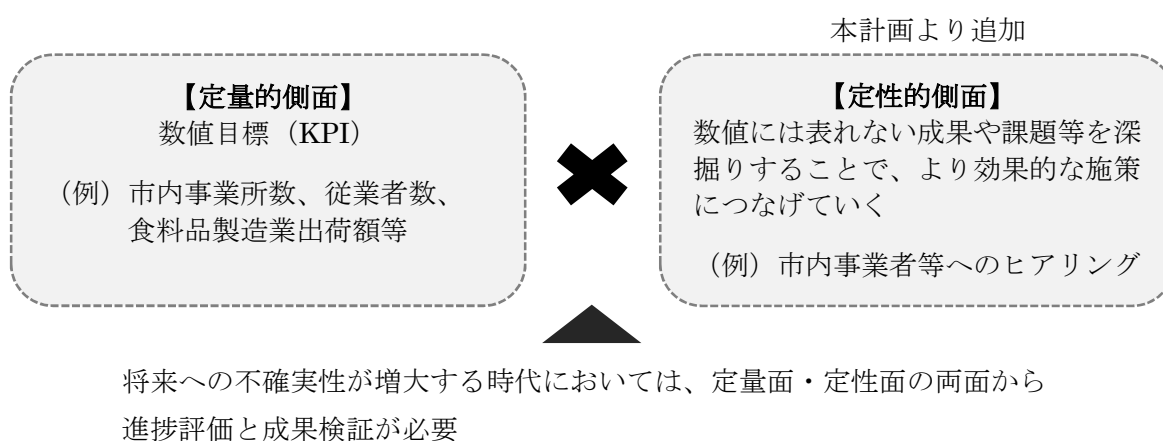 本計画より追加
【定量的側面】
数値目標（KPI）
（例）市内事業所数、従業者数、
食料品製造業出荷額等
【定性的側面】
数値には表れない成果や課題等を深
掘りすることで、より効果的な施策
につなげていく
（例）市内事業者等へのヒアリング
将来への不確実性が増大する時代においては、定量面・定性面の両面から
進捗評価と成果検証が必要